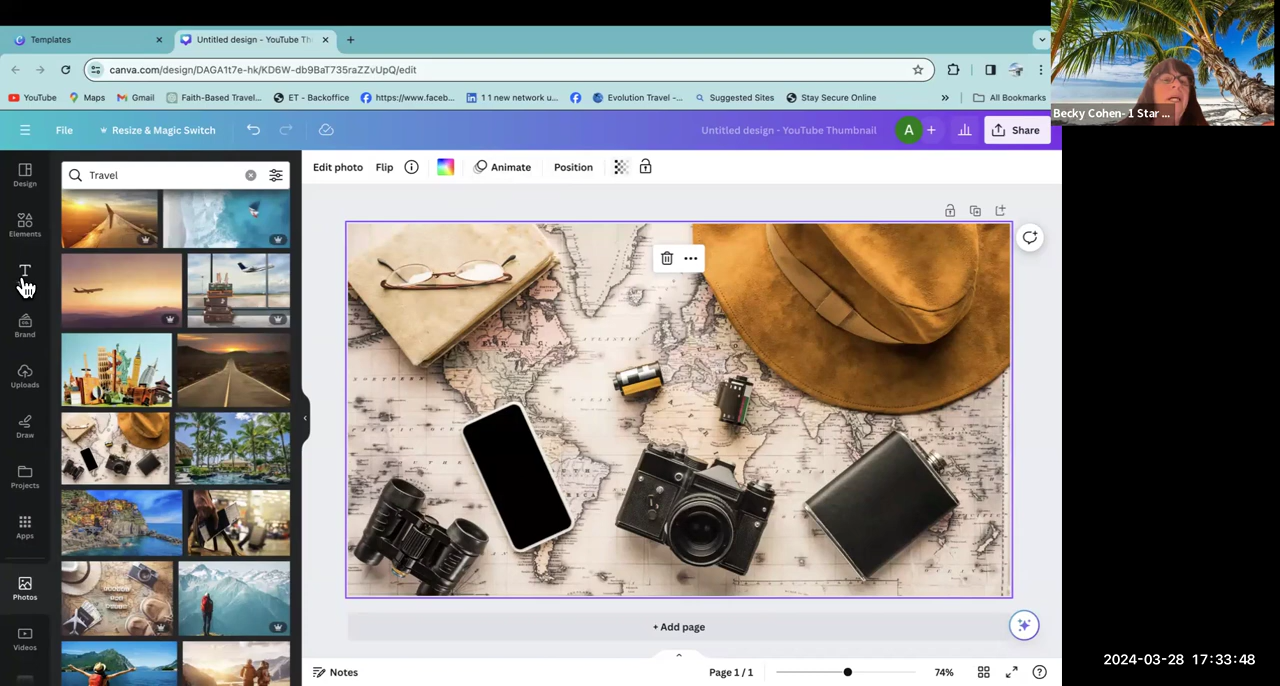 Templates
Untitled design - YouTube Th
canva.com/design/DAGA1t7e-hk/KD6W-db9BaT735raZZvUpQ/edit
YouTube Maps Gmail Faith-Based Travel... ET - Backoffice https://www.faceb... 1 1 new network u... Evolution Travel -... Suggested Sites Stay Secure Online » All Bookmarks
Becky Cohen- 1 Star ...
File Resize & Magic Switch Untitled design - YouTube Thumbnail A + Share
Design
Travel
Edit photo Flip Animate Position
Elements
T
Brand
Uploads
Draw
Projects
Apps
Photos
Videos
+ Add page
Notes
Page 1 / 1
74%
2024-03-28 17:33:48